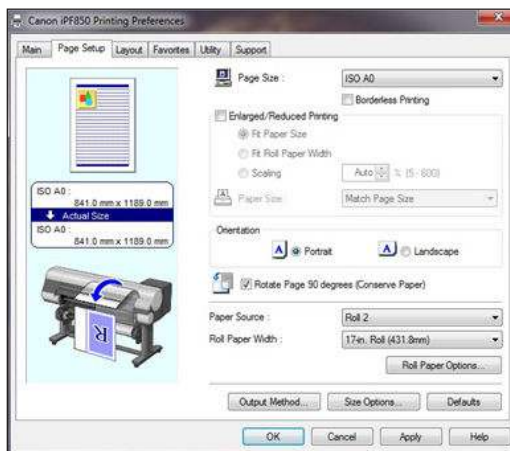 Canon iPF850 Printing Preferences
Main Page Setup Layout Favorites Utility Support
Page Size : ISO A0
Borderless Printing
Enlarged/Reduced Printing
Fit Paper Size
Fit Roll Paper Width
Scaling Auto % (5 - 600)
Paper Size : Match Page Size
ISO A0 :
841.0 mm x 1189.0 mm
Actual Size
ISO A0 :
841.0 mm x 1189.0 mm
Orientation
A Portrait A Landscape
Rotate Page 90 degrees (Conserve Paper)
R
Paper Source : Roll 2
Roll Paper Width : 17-in. Roll (431.8mm)
Roll Paper Options...
Output Method... Size Options... Defaults
OK Cancel Apply Help